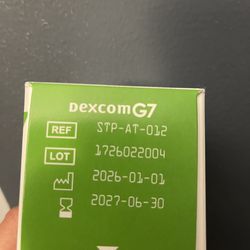 Dexcom G7
REF STP-AT-012
LOT 1726022004
2026-01-01
2027-06-30